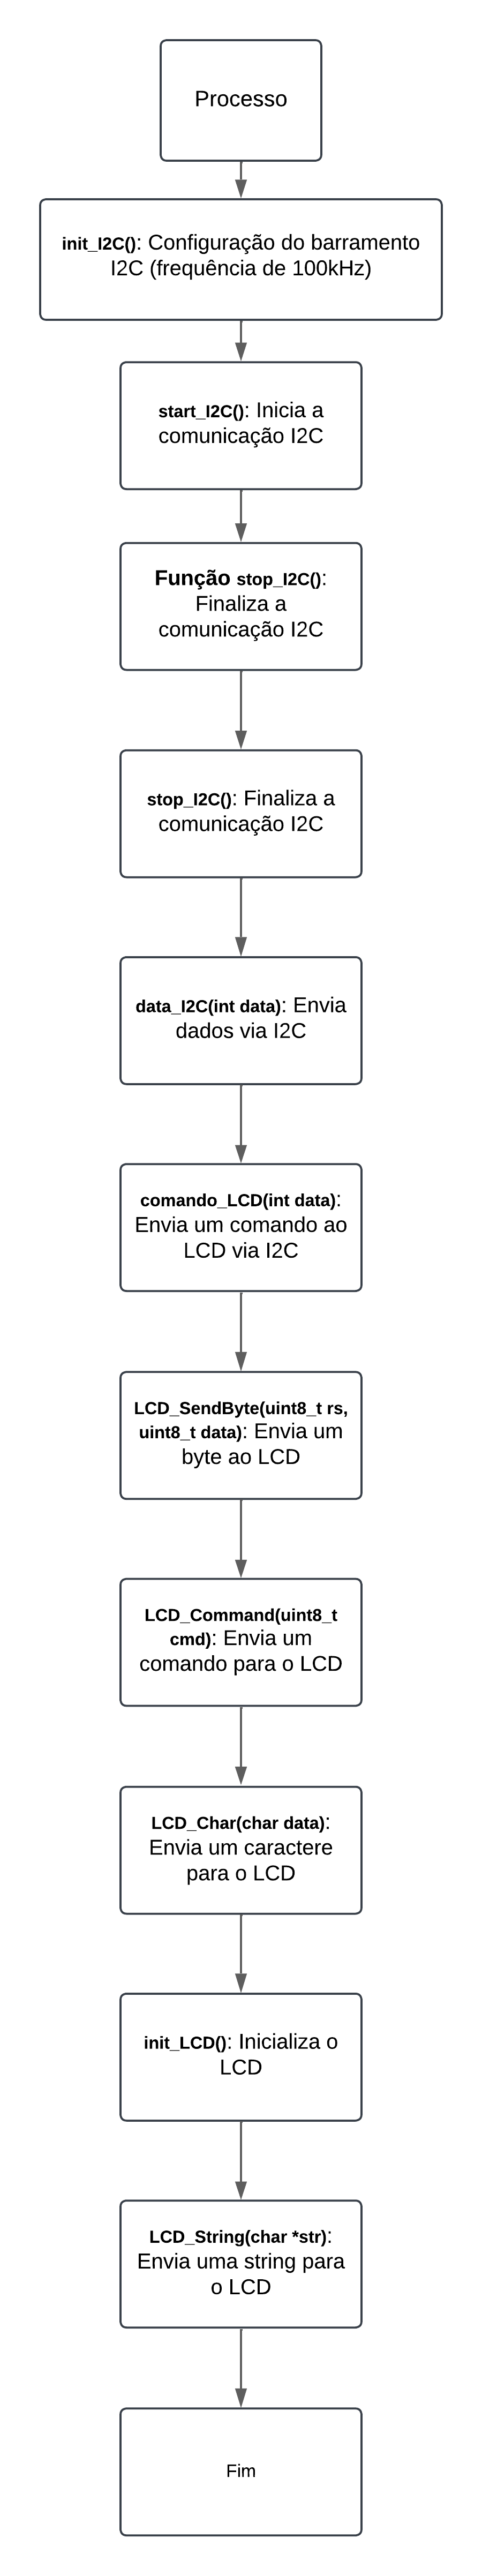 Processo
init_I2C(): Configuração do barramento
I2C (frequência de 100kHz)
start_I2C(): Inicia a
comunicação I2C
Função stop_I2C():
Finaliza a
comunicação I2C
stop_I2C(): Finaliza a
comunicação I2C
data_I2C(int data): Envia
dados via I2C
comando_LCD(int data):
Envia um comando ao
LCD via I2C
LCD_SendByte(uint8_t rs,
uint8_t data): Envia um
byte ao LCD
LCD_Command(uint8_t
cmd): Envia um
comando para o LCD
LCD_Char(char data):
Envia um caractere
para o LCD
init_LCD(): Inicializa o
LCD
LCD_String(char *str):
Envia uma string para
o LCD
Fim